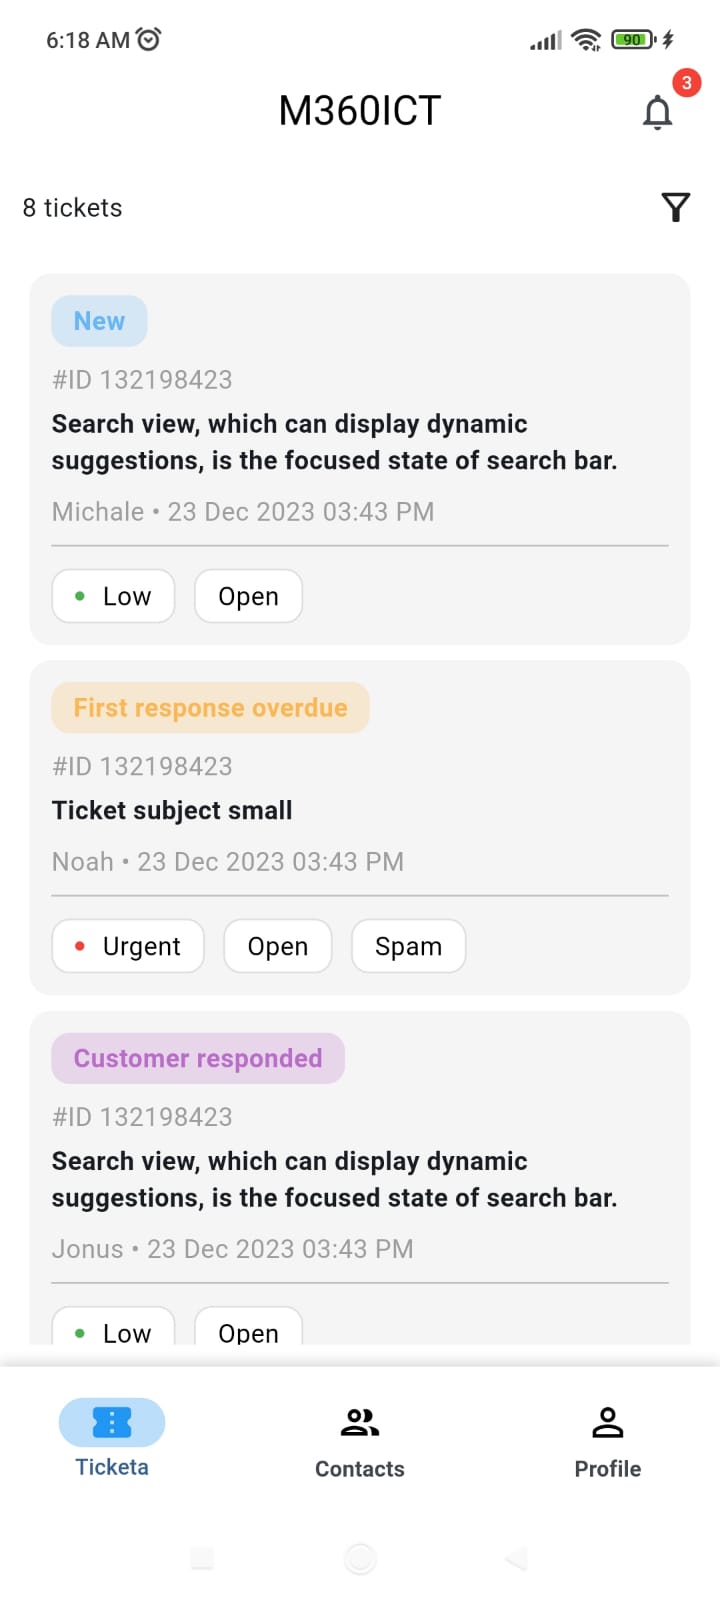 6:18 AM
90
M360ICT
3
8 tickets
New
#ID 132198423
Search view, which can display dynamic
suggestions, is the focused state of search bar.
Michale • 23 Dec 2023 03:43 PM
Low
Open
First response overdue
#ID 132198423
Ticket subject small
Noah • 23 Dec 2023 03:43 PM
Urgent
Open
Spam
Customer responded
#ID 132198423
Search view, which can display dynamic
suggestions, is the focused state of search bar.
Jonus • 23 Dec 2023 03:43 PM
Low
Open
Ticketa
Contacts
Profile